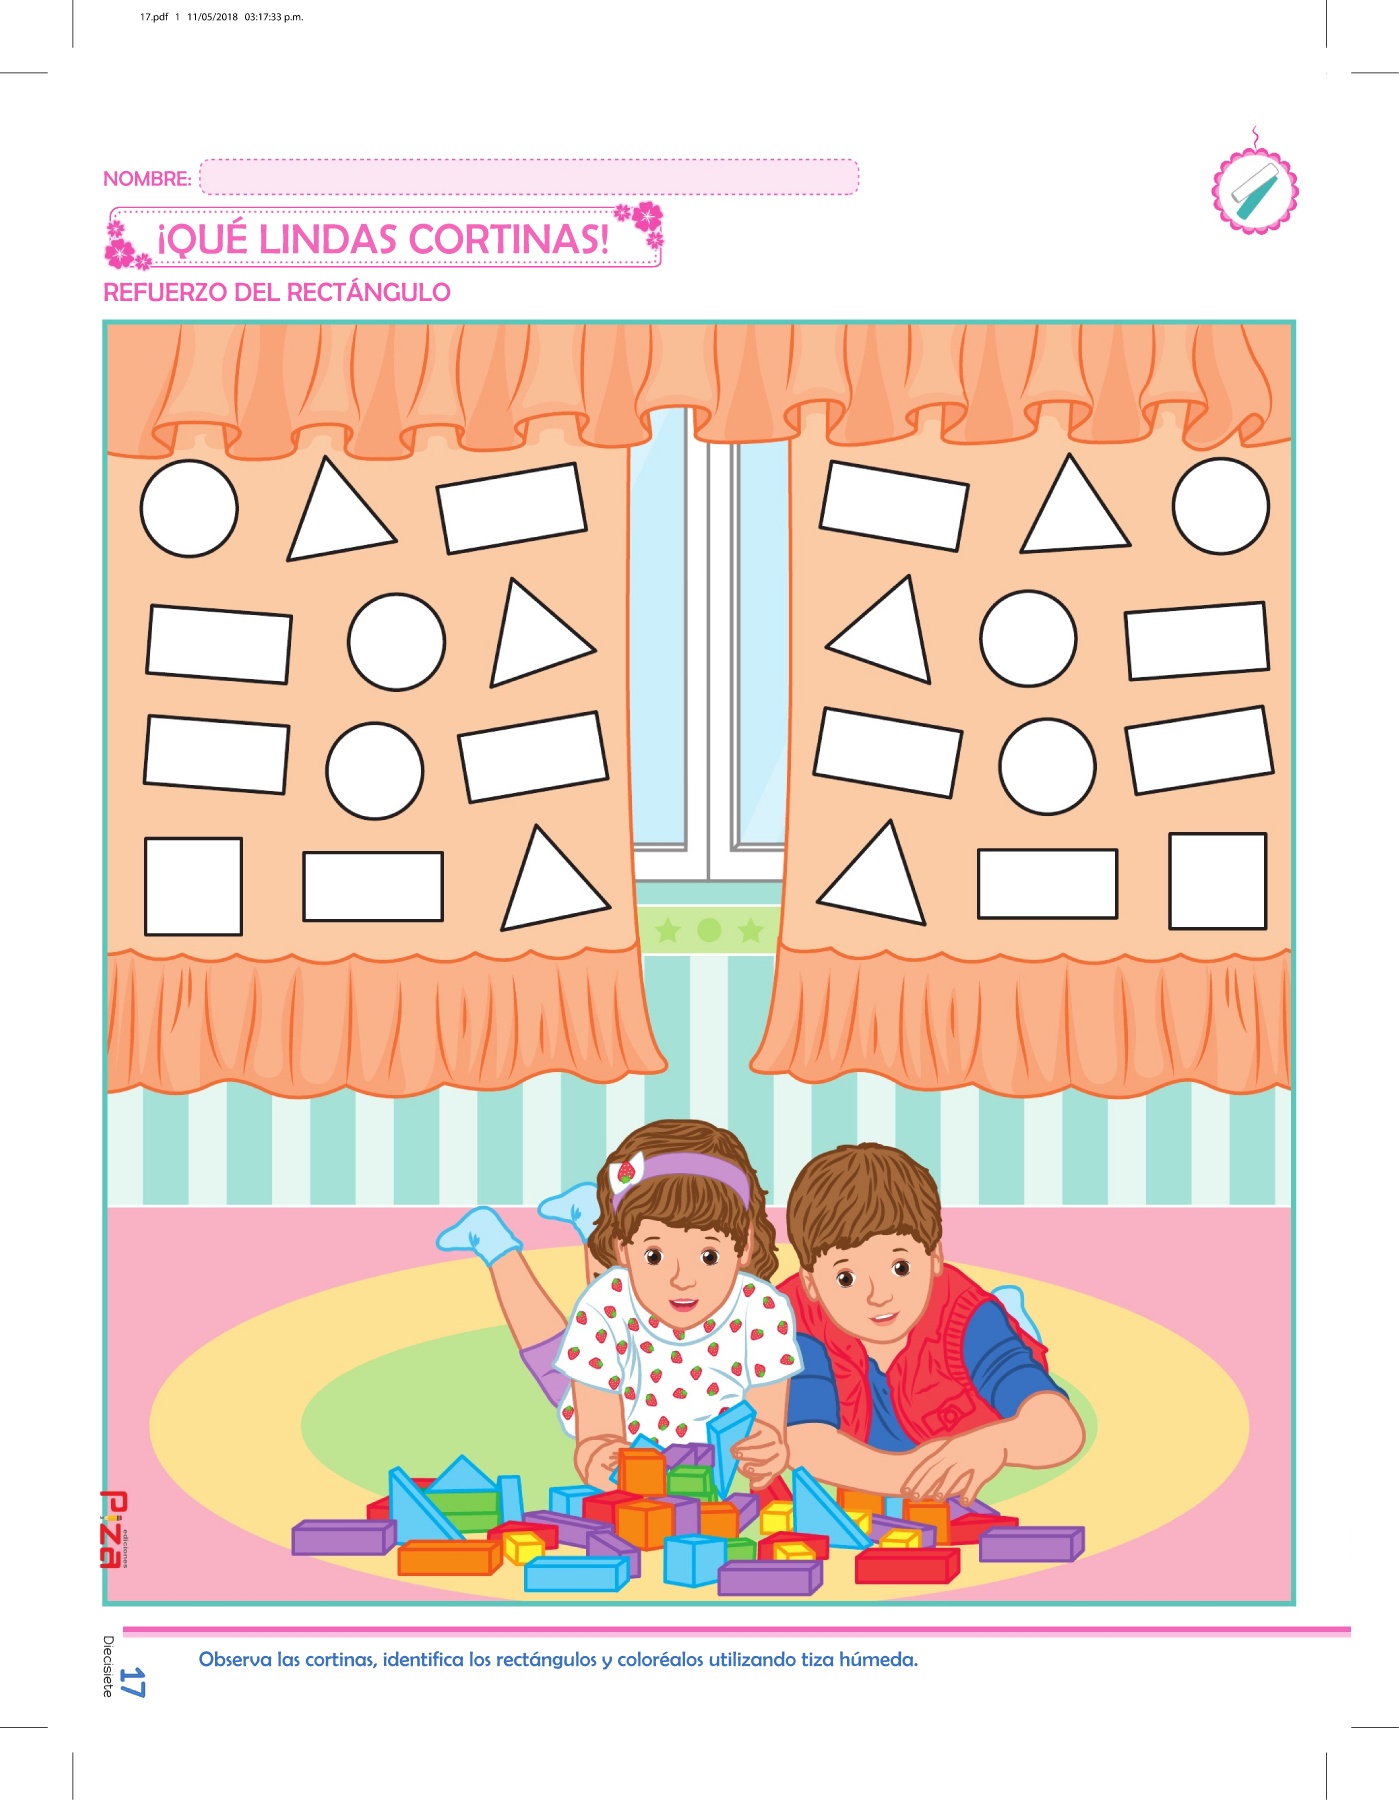 17.pdf 1 11/05/2018 03:17:33 p.m.
NOMBRE:
¡QUÉ LINDAS CORTINAS!
REFUERZO DEL RECTÁNGULO
piza
ediciones
Diecisiete
17
Observa las cortinas, identifica los rectángulos y coloréalos utilizando tiza húmeda.